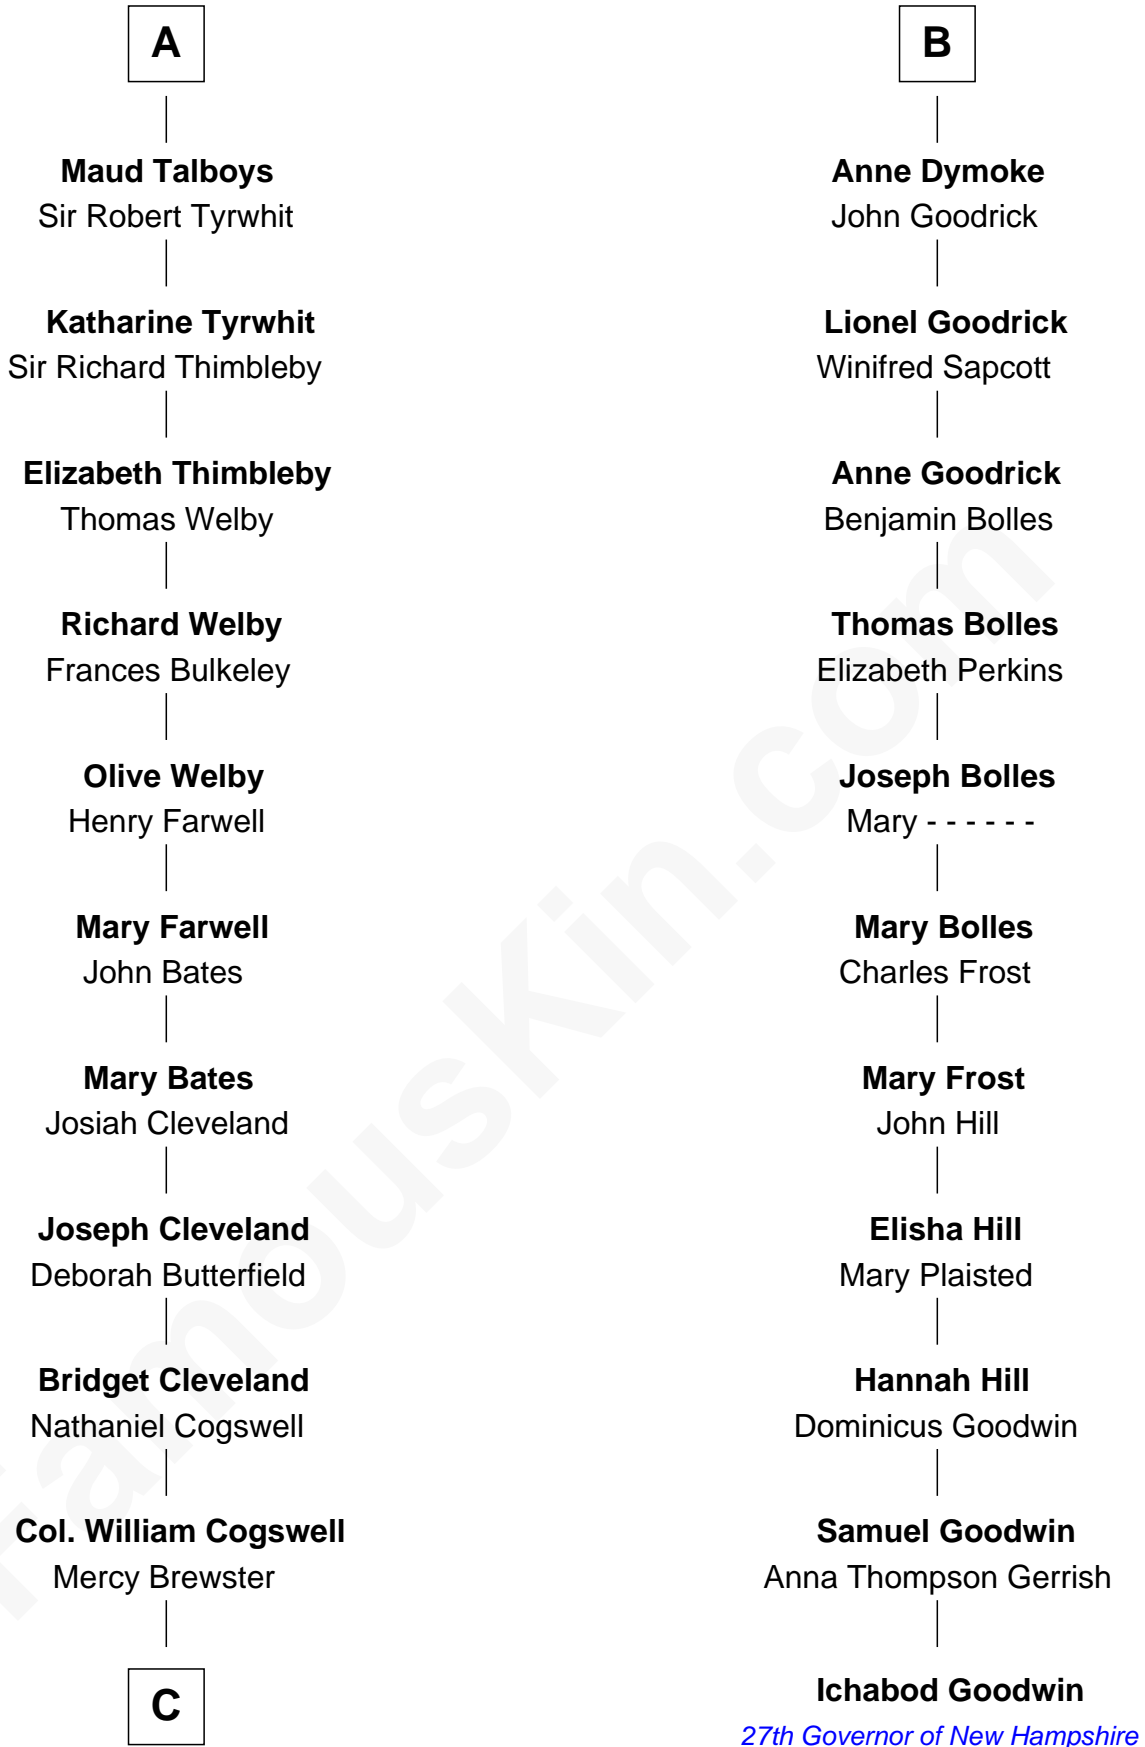 A
Maud Talboys
Sir Robert Tyrwhit
Katharine Tyrwhit
Sir Richard Thimbleby
Elizabeth Thimbleby
Thomas Welby
Richard Welby
Frances Bulkeley
Olive Welby
Henry Farwell
Mary Farwell
John Bates
Mary Bates
Josiah Cleveland
Joseph Cleveland
Deborah Butterfield
Bridget Cleveland
Nathaniel Cogswell
Col. William Cogswell
Mercy Brewster
C
B
Anne Dymoke
John Goodrick
Lionel Goodrick
Winifred Sapcott
Anne Goodrick
Benjamin Bolles
Thomas Bolles
Elizabeth Perkins
Joseph Bolles
Mary - - - - - -
Mary Bolles
Charles Frost
Mary Frost
John Hill
Elisha Hill
Mary Plaisted
Hannah Hill
Dominicus Goodwin
Samuel Goodwin
Anna Thompson Gerrish
Ichabod Goodwin
27th Governor of New Hampshire
FamousKin.com